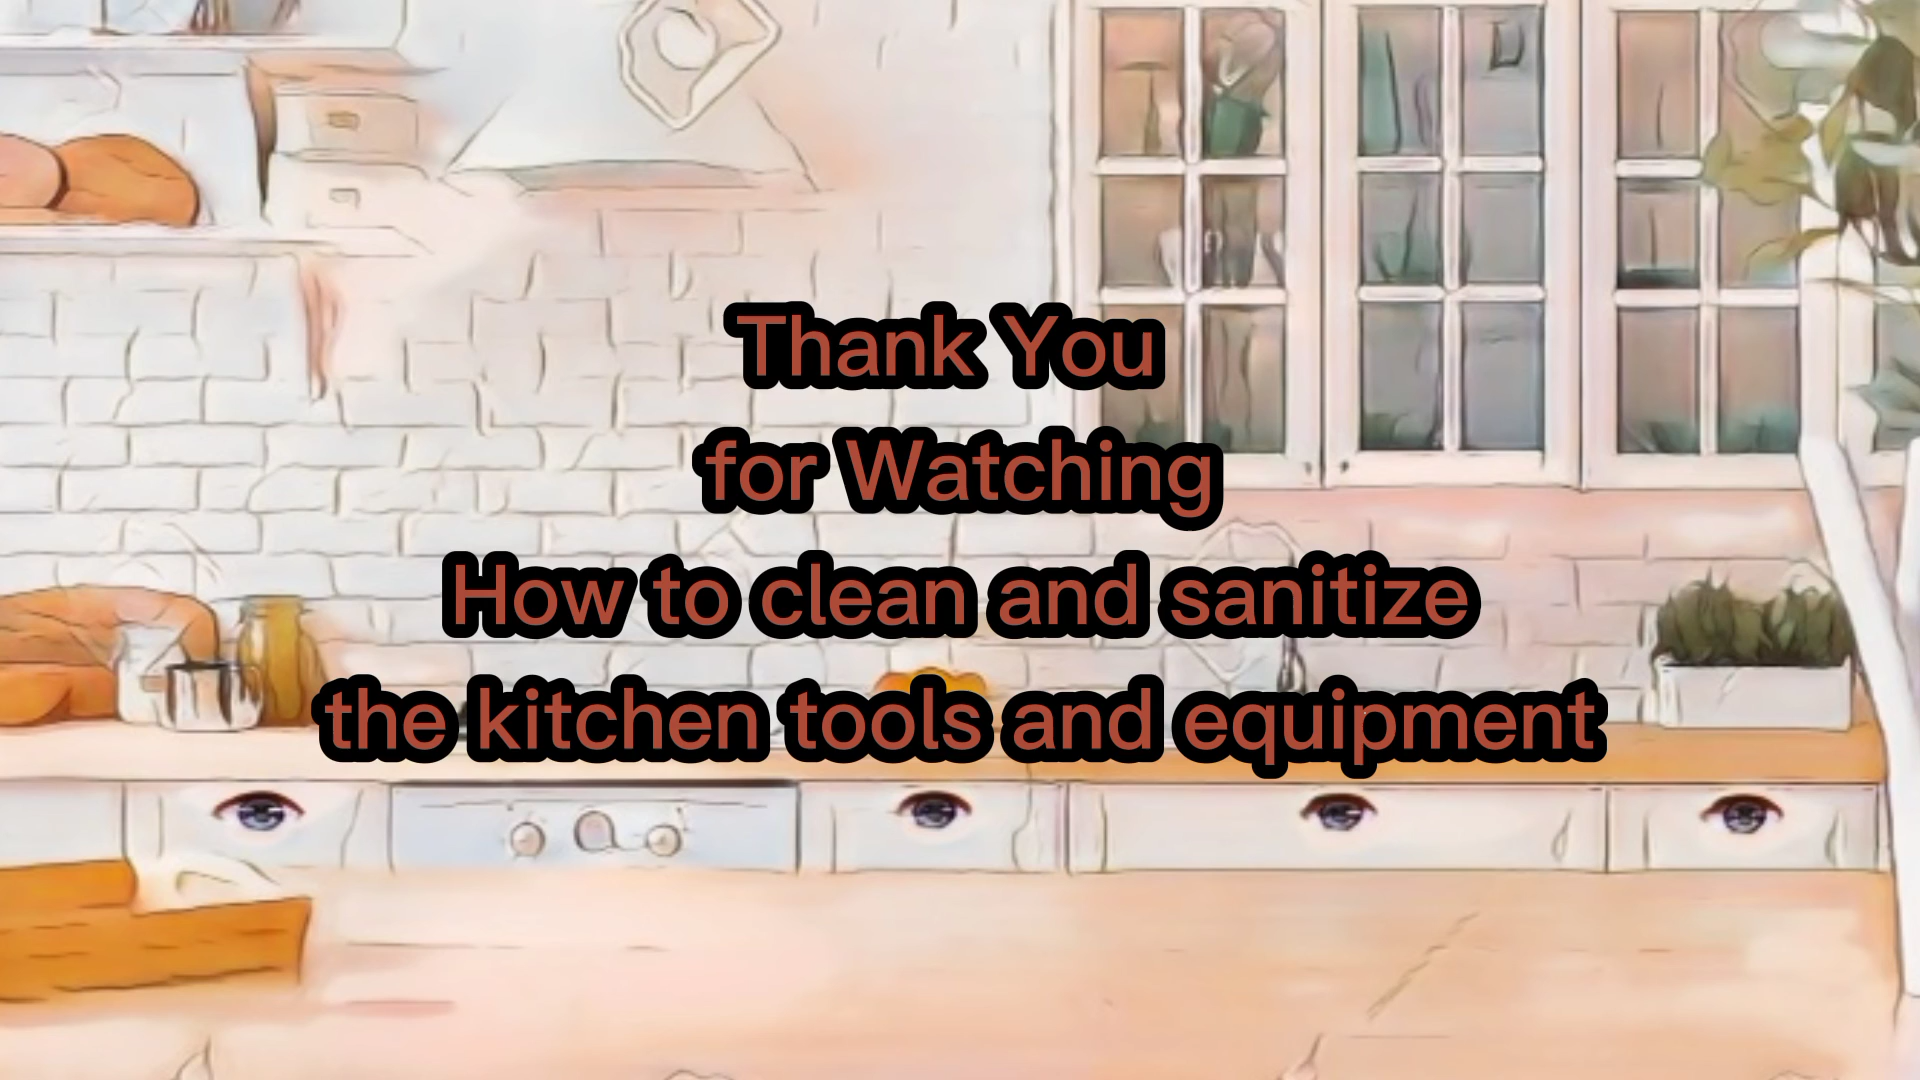 Thank You
for Watching
How to clean and sanitize
the kitchen tools and equipment